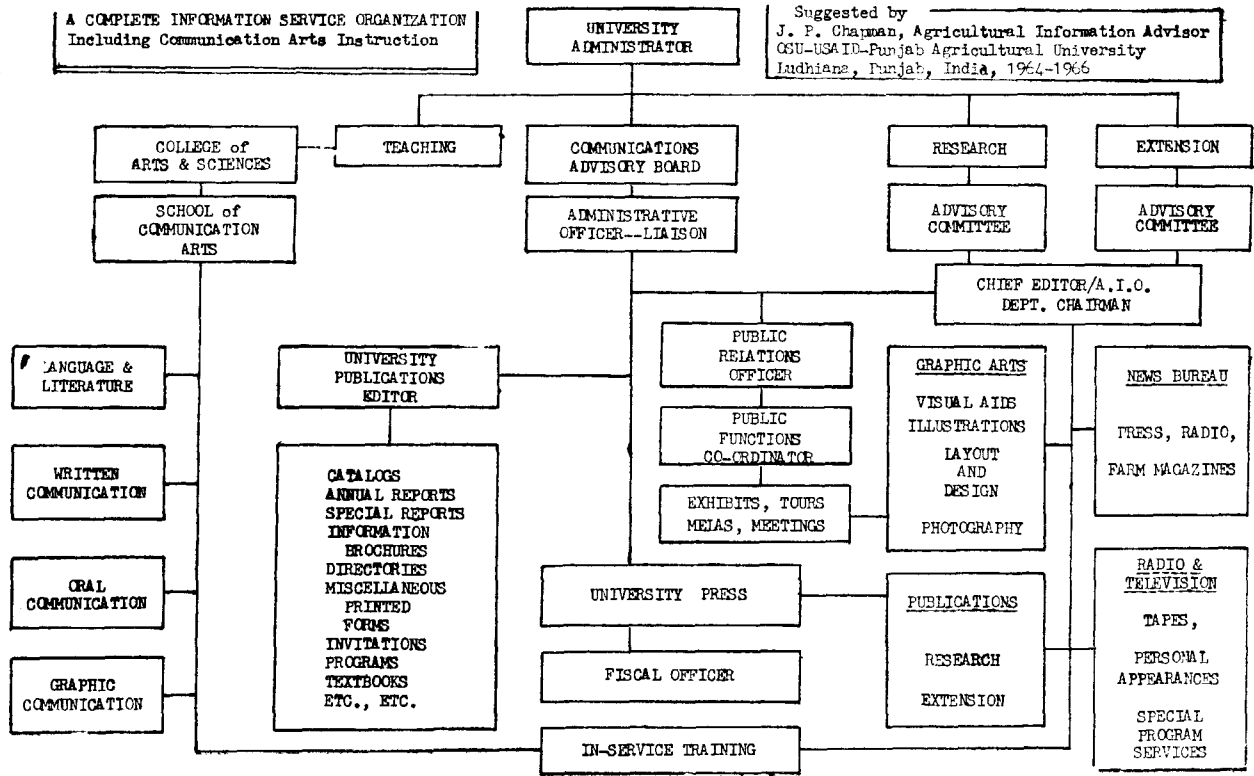 A COMPLETE INFORMATION SERVICE ORGANIZATION
Including Communication Arts Instruction
UNIVERSITY
ADMINISTRATOR
Suggested by
J. P. Chapman, Agricultural Information Advisor
OSU-USAID-Punjab Agricultural University
Ludhiana, Punjab, India, 1964-1966
COLLEGE of
ARTS & SCIENCES
TEACHING
COMMUNICATIONS
ADVISORY BOARD
RESEARCH
EXTENSION
SCHOOL of
COMMUNICATION
ARTS
ADMINISTRATIVE
OFFICER--LIAISON
ADVISORY
COMMITTEE
ADVISORY
COMMITTEE
CHIEF EDITOR/A.I.O.
DEPT. CHAIRMAN
LANGUAGE &
LITERATURE
WRITTEN
COMMUNICATION
ORAL
COMMUNICATION
GRAPHIC
COMMUNICATION
UNIVERSITY
PUBLICATIONS
EDITOR
CATALOGS
ANNUAL REPORTS
SPECIAL REPORTS
INFORMATION
BROCHURES
DIRECTORIES
MISCELLANEOUS
PRINTED
FORMS
INVITATIONS
PROGRAMS
TEXTBOOKS
ETC., ETC.
PUBLIC
RELATIONS
OFFICER
PUBLIC
FUNCTIONS
CO-ORDINATOR
EXHIBITS, TOURS
MELAS, MEETINGS
GRAPHIC ARTS
VISUAL AIDS
ILLUSTRATIONS
LAYOUT
AND
DESIGN
PHOTOGRAPHY
NEWS BUREAU
PRESS, RADIO,
FARM MAGAZINES
UNIVERSITY PRESS
FISCAL OFFICER
PUBLICATIONS
RESEARCH
EXTENSION
RADIO &
TELEVISION
TAPES,
PERSONAL
APPEARANCES
SPECIAL
PROGRAM
SERVICES
IN-SERVICE TRAINING